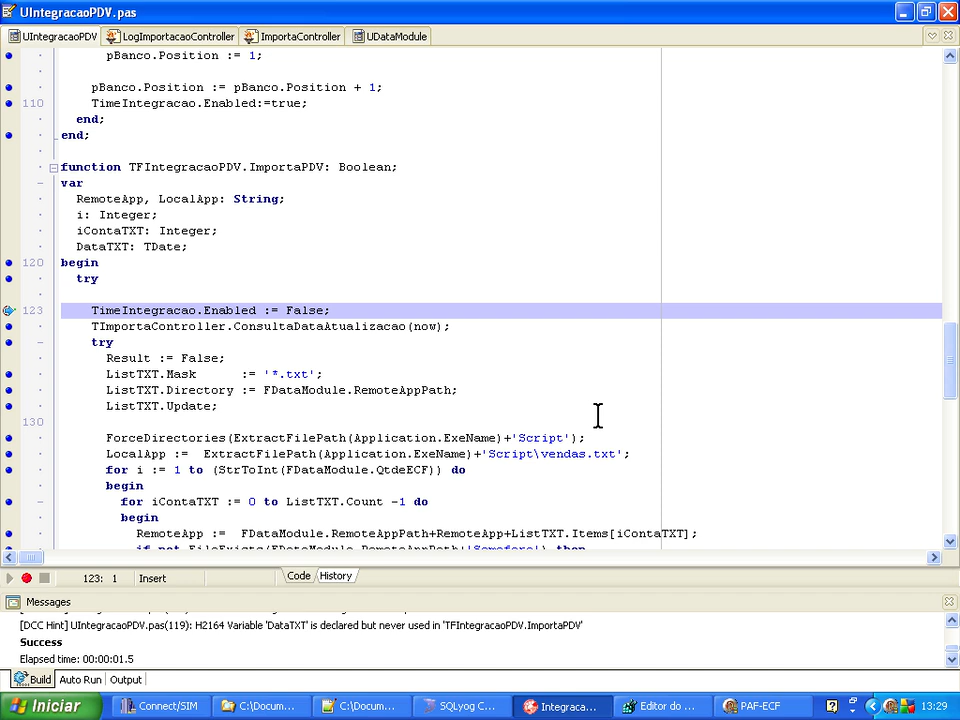 UIntegracaoPDV.pas
UIntegracaoPDV LogImportacaoController ImportaController UDataModule
pBanco.Position := 1;
pBanco.Position := pBanco.Position + 1;
110 TimeIntegracao.Enabled:=true;
end;
end;
function TFIntegracaoPDV.ImportaPDV: Boolean;
var
RemoteApp, LocalApp: String;
i: Integer;
iContaTXT: Integer;
DataTXT: TDate;
120 begin
try
123 TimeIntegracao.Enabled := False;
TImportaController.ConsultaDataAtualizacao(now);
try
Result := False;
ListTXT.Mask := '*.txt';
ListTXT.Directory := FDataModule.RemoteAppPath;
ListTXT.Update;
130
ForceDirectories(ExtractFilePath(Application.ExeName)+'Script');
LocalApp := ExtractFilePath(Application.ExeName)+'Script\vendas.txt';
for i := 1 to (StrToInt(FDataModule.QtdeECF)) do
begin
for iContaTXT := 0 to ListTXT.Count -1 do
begin
RemoteApp := FDataModule.RemoteAppPath+RemoteApp+ListTXT.Items[iContaTXT];
123: 1 Insert Code History
Messages
[DCC Hint] UIntegracaoPDV.pas(119): H2164 Variable 'DataTXT' is declared but never used in 'TFIntegracaoPDV.ImportaPDV'
Success
Elapsed time: 00:00:01.5
Build Auto Run Output
Iniciar Connect/SIM C:\Docum... C:\Docum... SQLyog C... Integraca... Editor do ... PAF-ECF 13:29